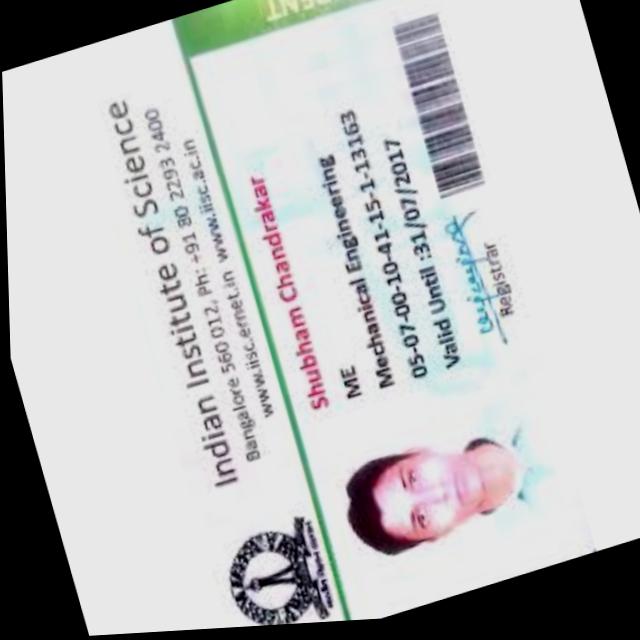 Indian Institute of Science
Bangalore 560 012, Ph: +91 80 2293 2400
www.iisc.ernet.in www.iisc.ac.in
Shubham Chandrakar
ME
Mechanical Engineering
05-07-00-10-41-15-1-13163
Valid Until :31/07/2017
Registrar